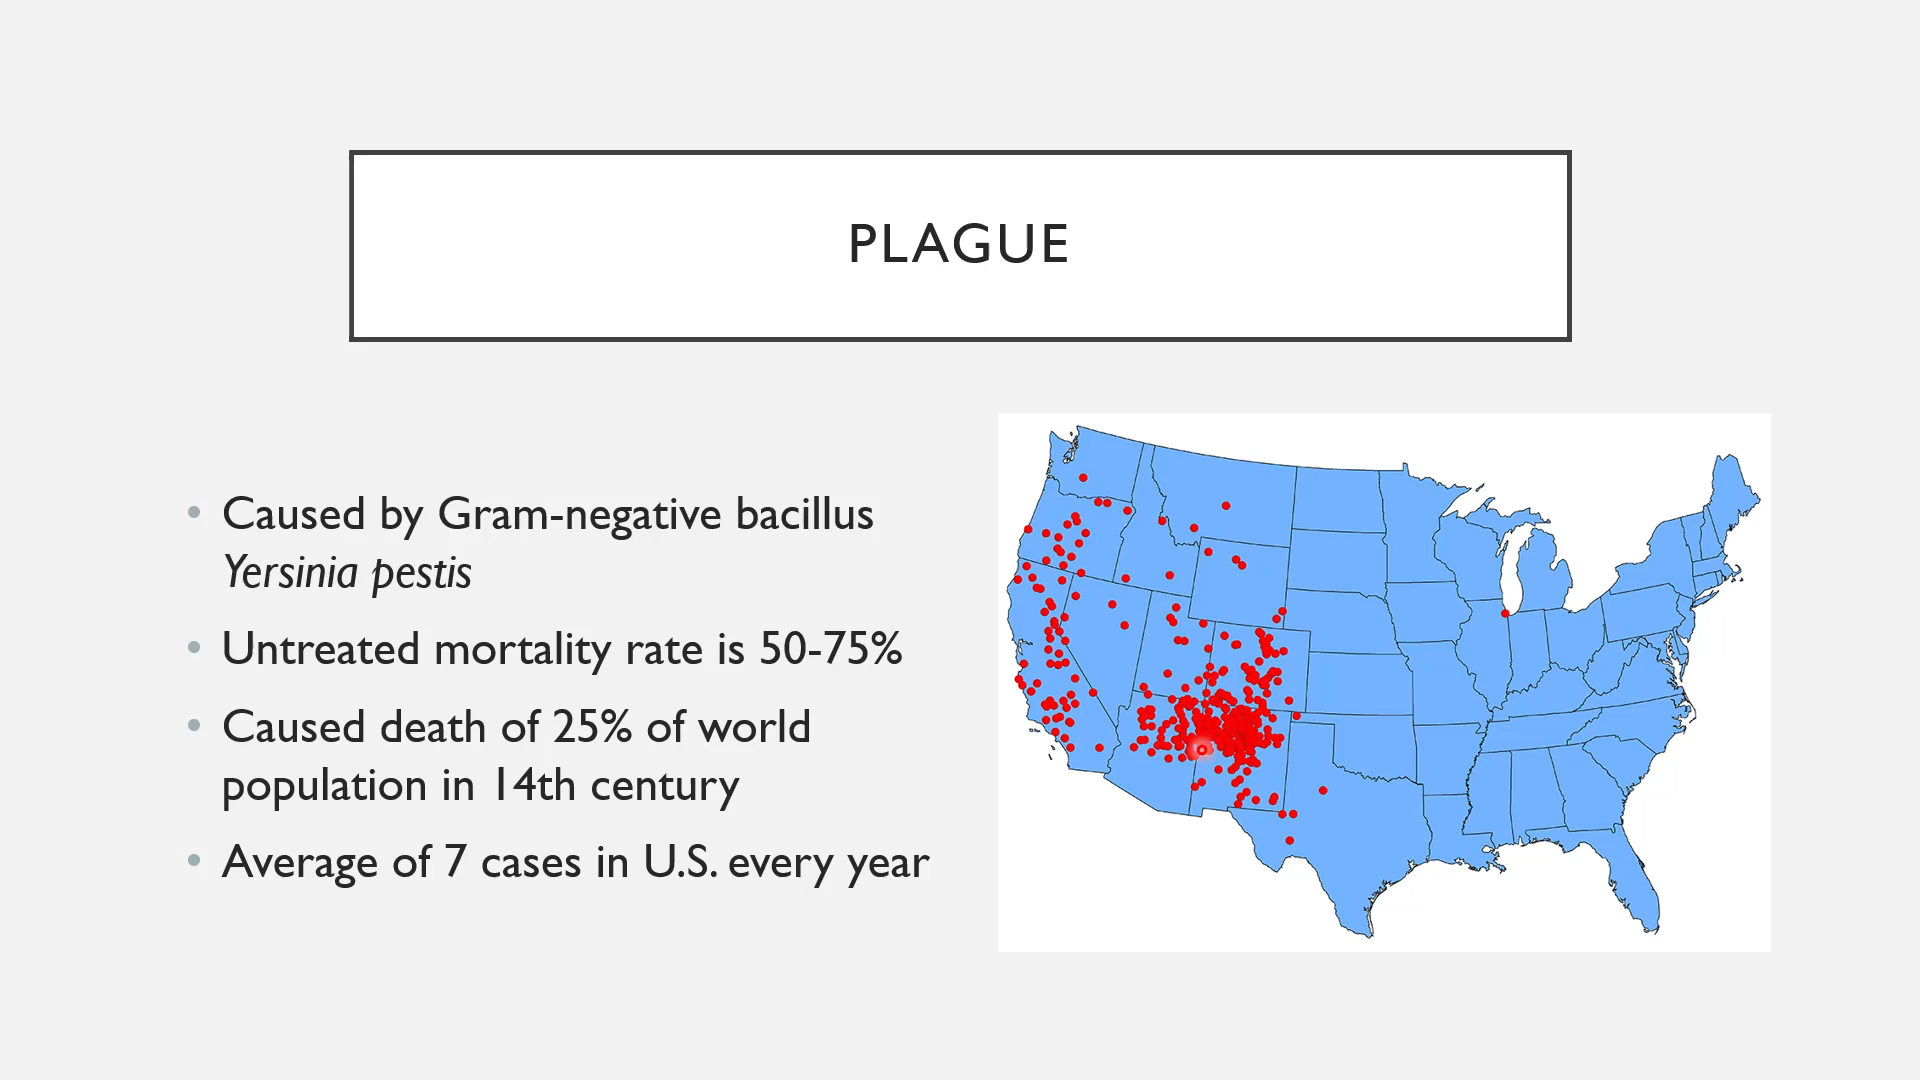 PLAGUE
• Caused by Gram-negative bacillus
Yersinia pestis
• Untreated mortality rate is 50-75%
• Caused death of 25% of world
population in 14th century
• Average of 7 cases in U.S. every year